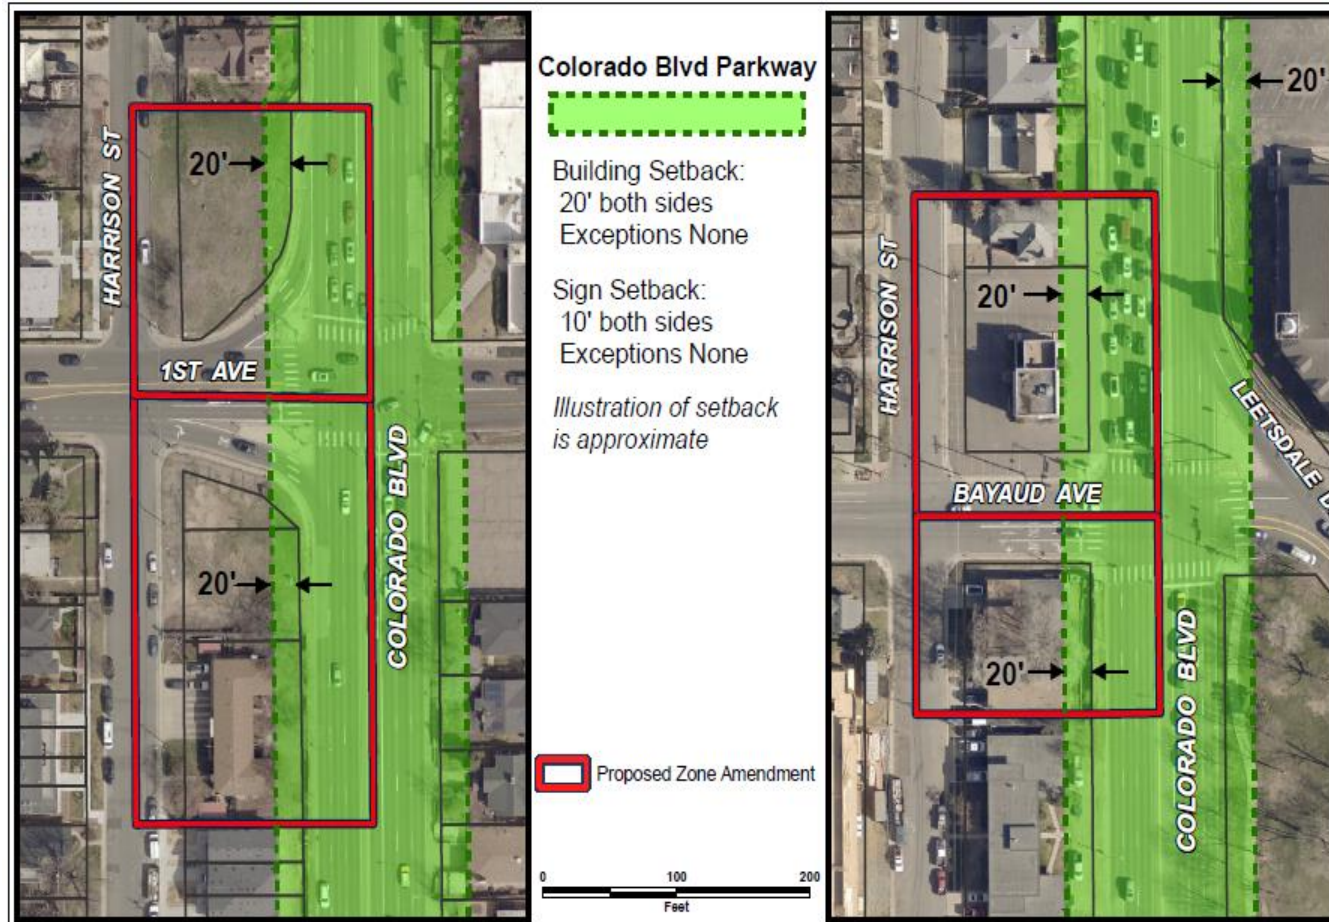 HARRISON ST
20'
1ST AVE
20'
COLORADO BLVD
Colorado Blvd Parkway
Building Setback:
20' both sides
Exceptions None
Sign Setback:
10' both sides
Exceptions None
Illustration of setback
is approximate
Proposed Zone Amendment
0 100 200
Feet
20'
HARRISON ST
20'
LEETSDALE D
BAYAUD AVE
20'
COLORADO BLVD